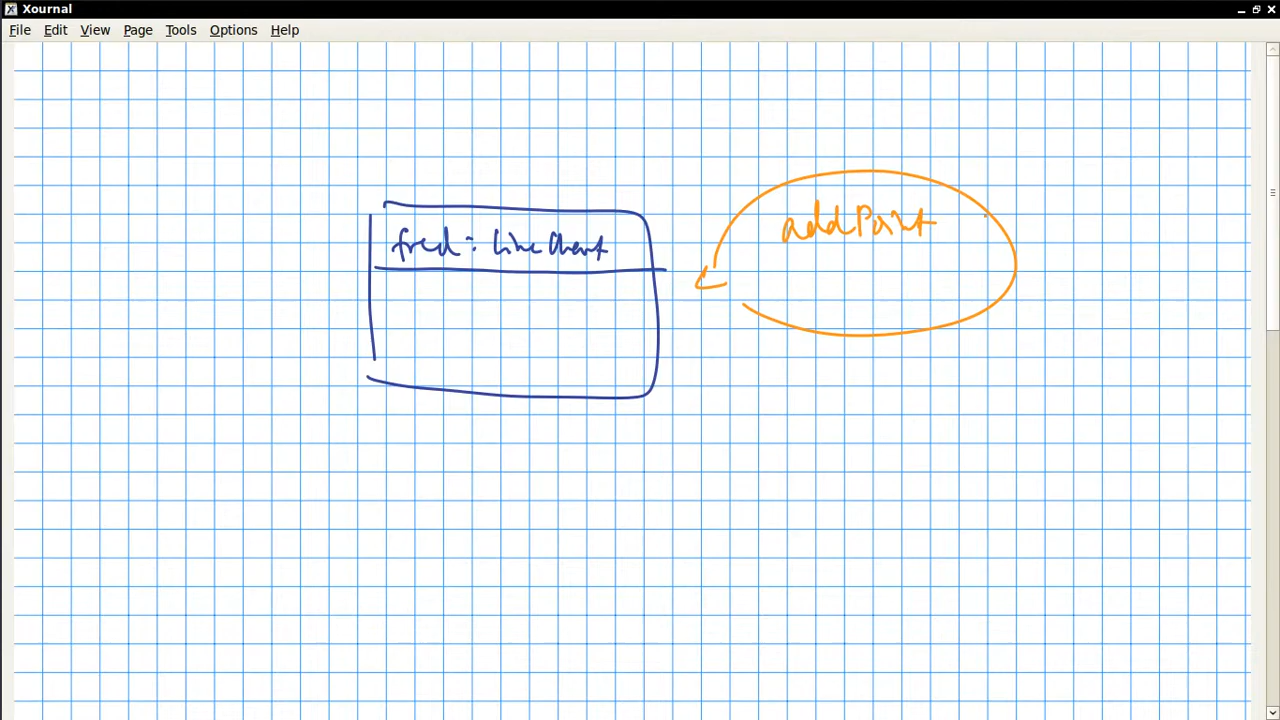 Xournal
File Edit View Page Tools Options Help
fred : LineChart
addPoint